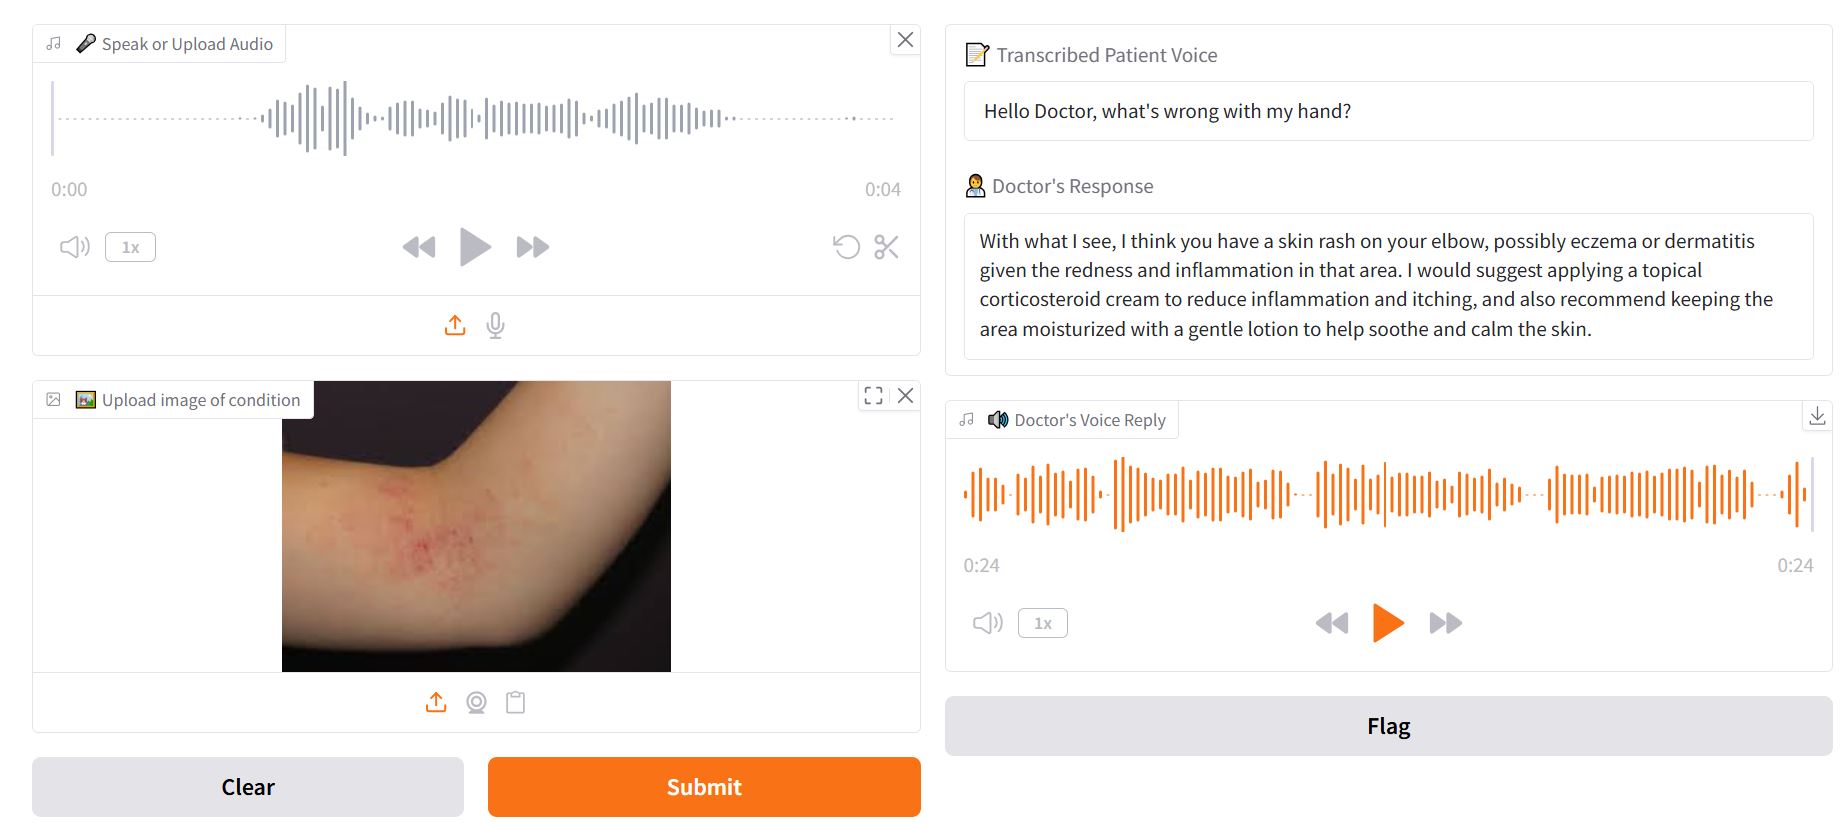 Speak or Upload Audio
0:00
0:04
1x
Upload image of condition
Clear
Submit
Transcribed Patient Voice
Hello Doctor, what's wrong with my hand?
Doctor's Response
With what I see, I think you have a skin rash on your elbow, possibly eczema or dermatitis
given the redness and inflammation in that area. I would suggest applying a topical
corticosteroid cream to reduce inflammation and itching, and also recommend keeping the
area moisturized with a gentle lotion to help soothe and calm the skin.
Doctor's Voice Reply
0:24
0:24
1x
Flag